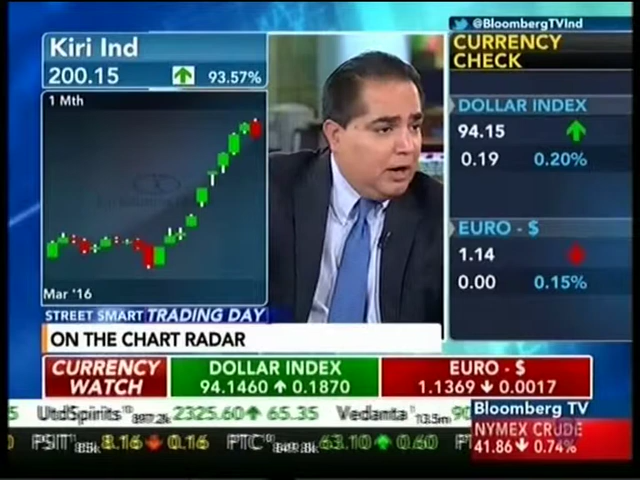 @BloombergTVInd
Kiri Ind
200.15 93.57%
1 Mth
Mar '16
CURRENCY
CHECK
DOLLAR INDEX
94.15
0.19 0.20%
EURO - $
1.14
0.00 0.15%
STREET SMART TRADING DAY
ON THE CHART RADAR
CURRENCY
WATCH
DOLLAR INDEX
94.1460 0.1870
EURO - $
1.1369 0.0017
UtdSpirits 2325.60 65.35 Vedanta
Bloomberg TV
NYMEX CRUDE
41.86 0.74%
PSIT 85k 8.16 0.16 PTC 63.10 0.60